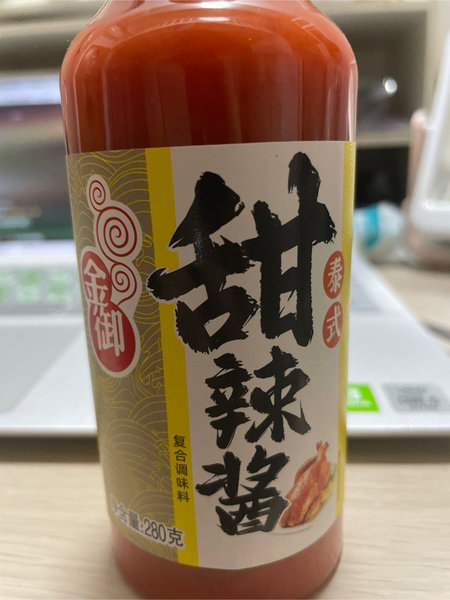 金御
甜辣酱
泰式
复合调味料
净含量:280克